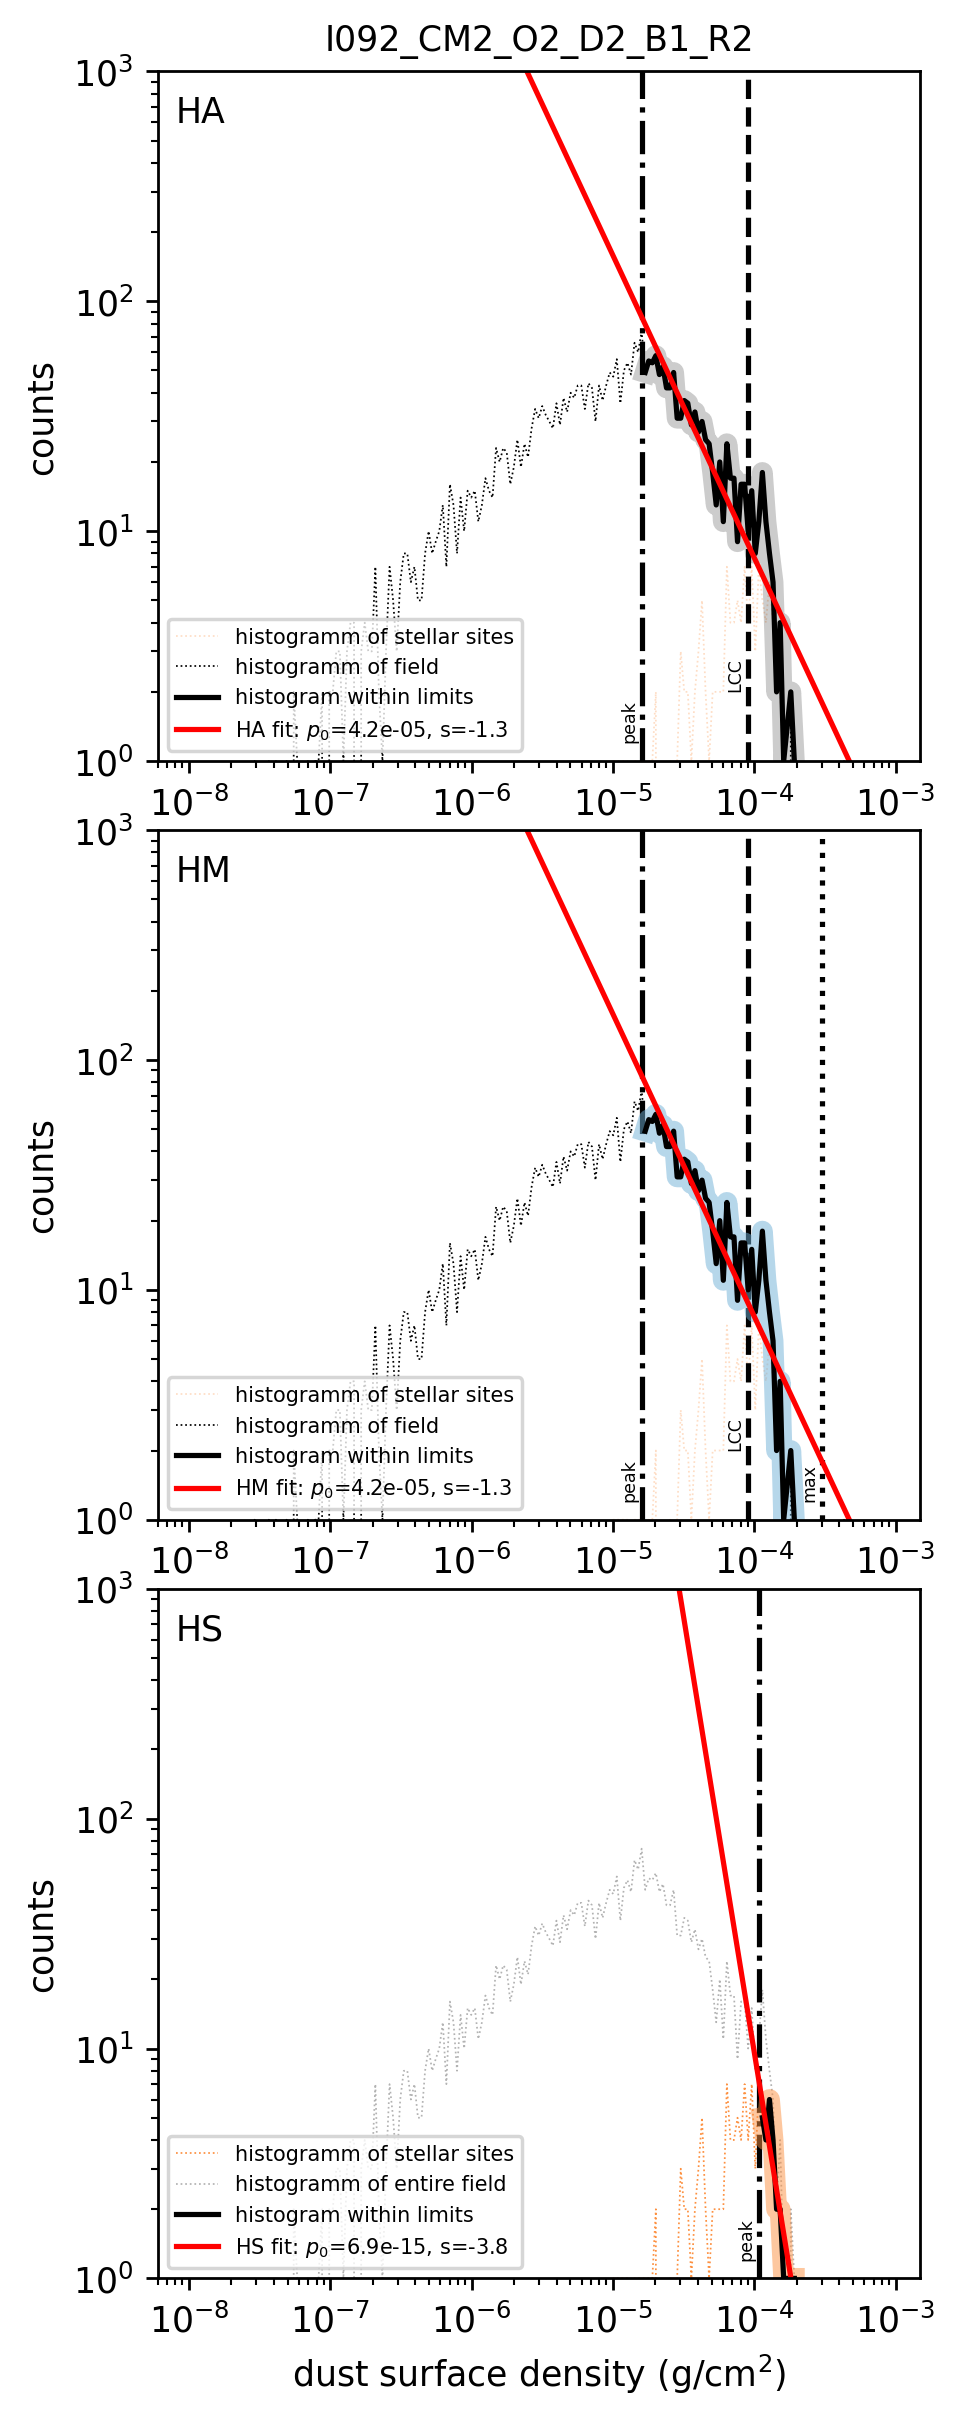 I092_CM2_O2_D2_B1_R2
HA
counts
10³
10²
10¹
10⁰
histogramm of stellar sites
histogramm of field
histogram within limits
HA fit: p₀=4.2e-05, s=-1.3
peak
LCC
10⁻⁸ 10⁻⁷ 10⁻⁶ 10⁻⁵ 10⁻⁴ 10⁻³
HM
counts
10³
10²
10¹
10⁰
histogramm of stellar sites
histogramm of field
histogram within limits
HM fit: p₀=4.2e-05, s=-1.3
peak
LCC
max
10⁻⁸ 10⁻⁷ 10⁻⁶ 10⁻⁵ 10⁻⁴ 10⁻³
HS
counts
10³
10²
10¹
10⁰
histogramm of stellar sites
histogramm of entire field
histogram within limits
HS fit: p₀=6.9e-15, s=-3.8
peak
10⁻⁸ 10⁻⁷ 10⁻⁶ 10⁻⁵ 10⁻⁴ 10⁻³
dust surface density (g/cm²)